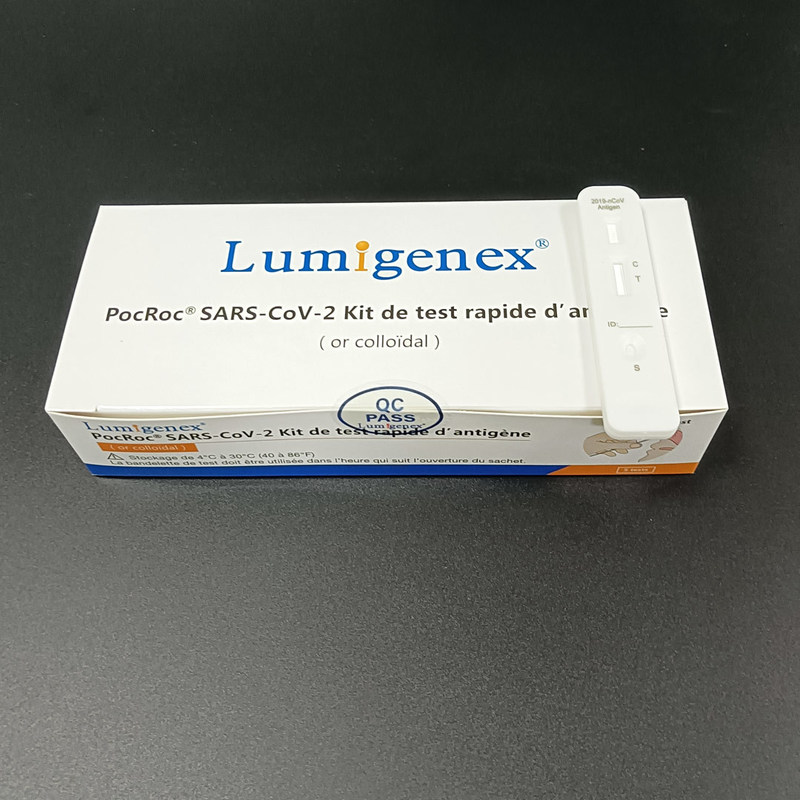 2019-nCoV
Antigen
Lumigenex®
C
T
PocRoc® SARS-CoV-2 Kit de test rapide d'an e
ID:
( or colloïdal )
S
QC
PASS
Lumigenex®
Lumigenex®
PocRoc® SARS-CoV-2 Kit de test rapide d'antigène
( or colloïdal )
Stockage de 4°C à 30°C (40 à 86°F)
La bandelette de test doit être utilisée dans l'heure qui suit l'ouverture du sachet.